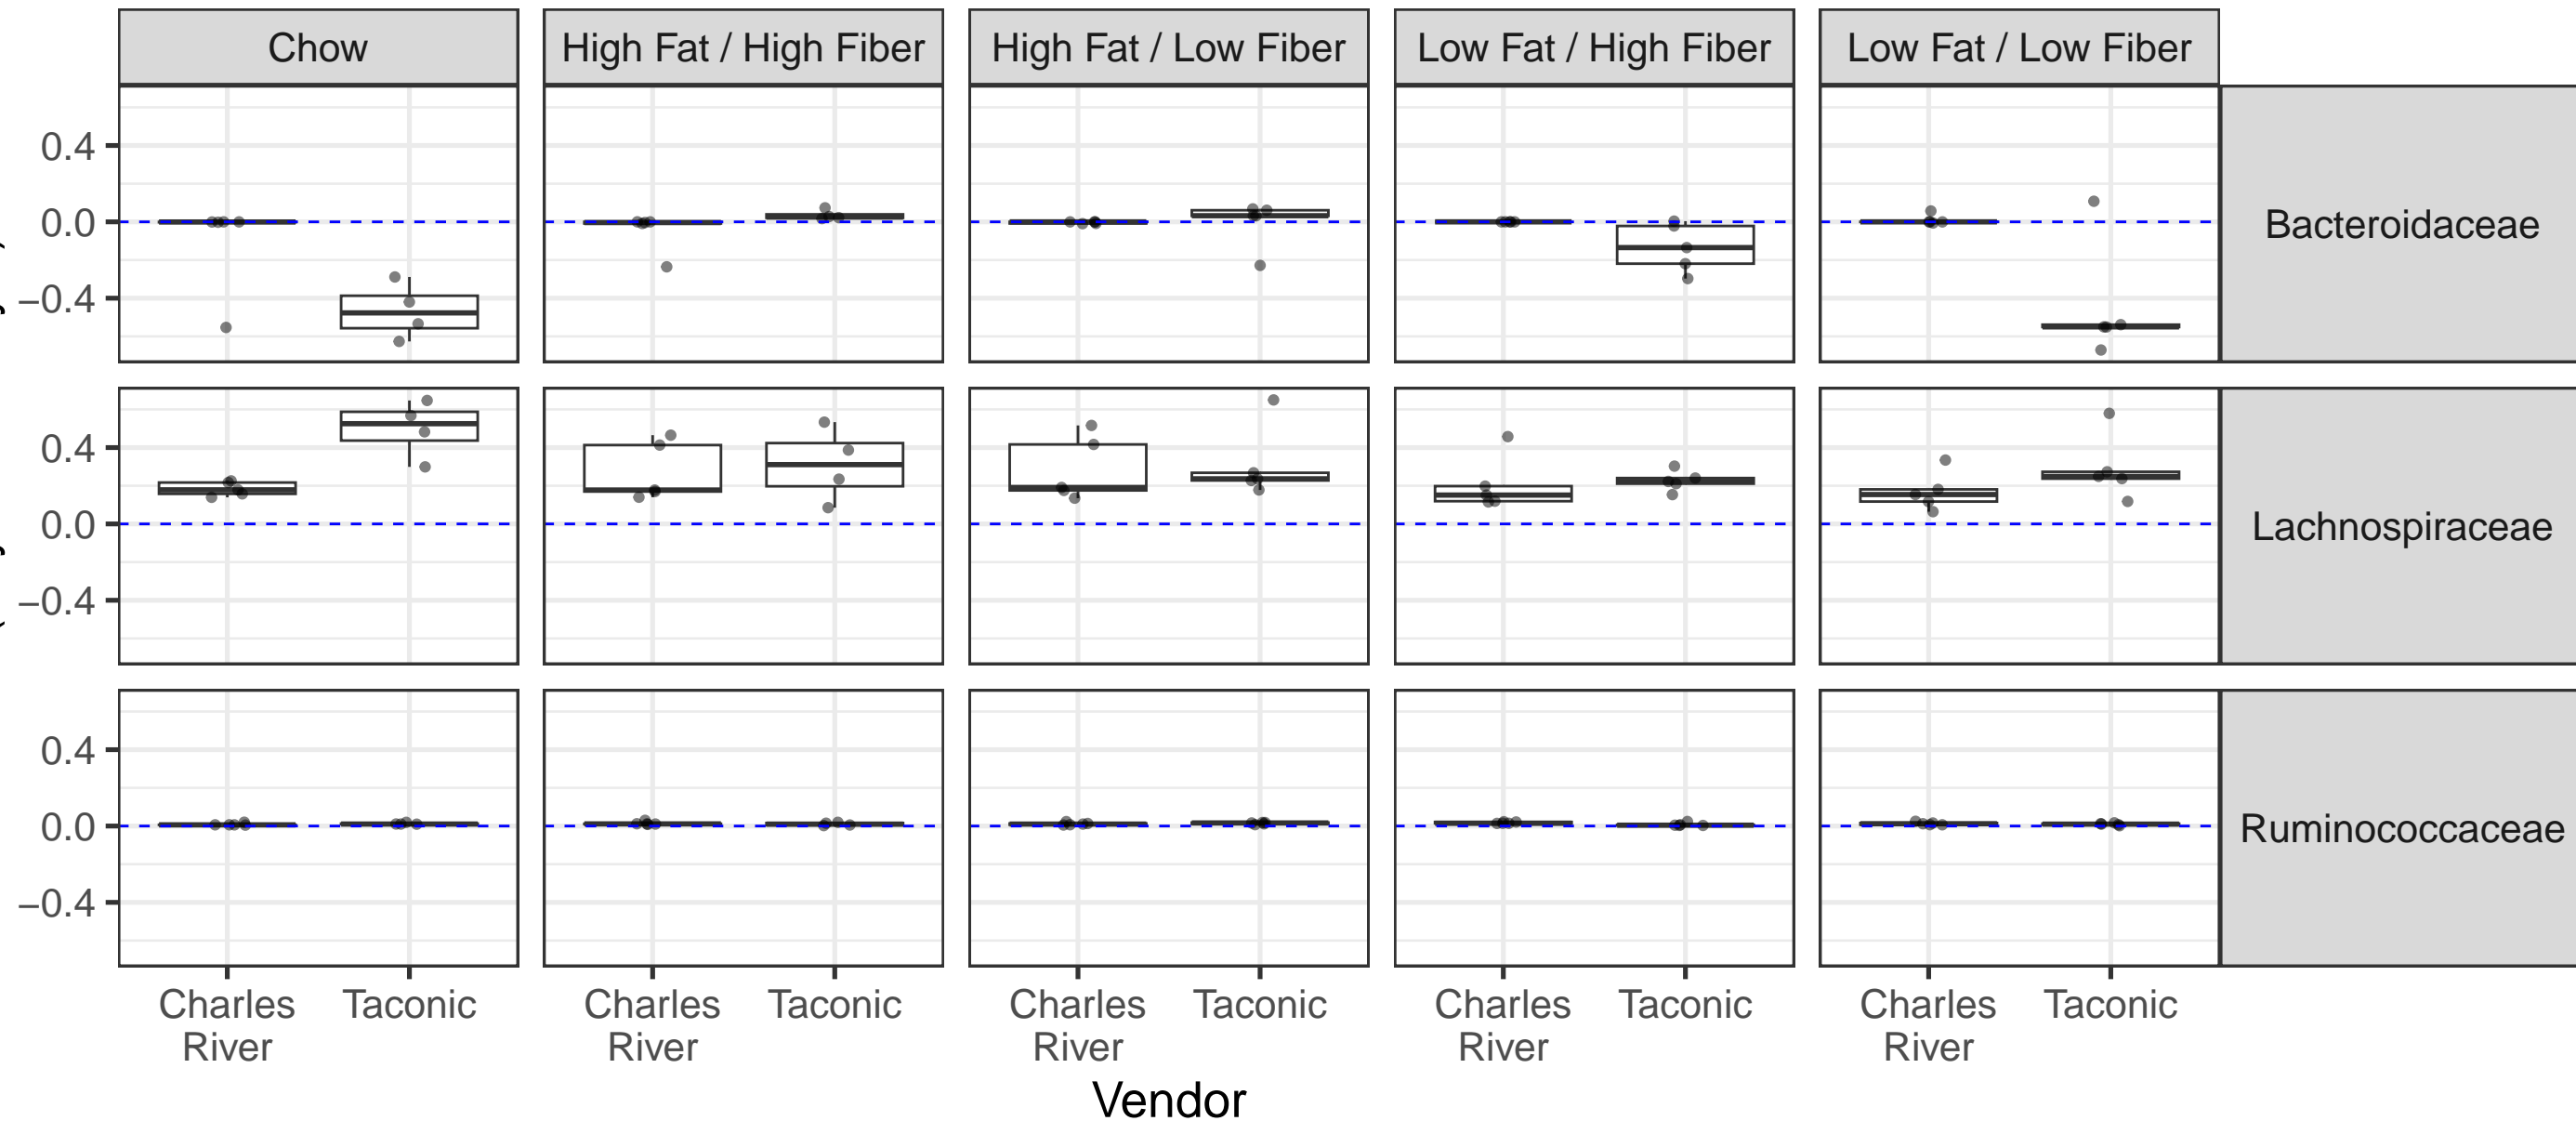 Chow
High Fat / High Fiber
High Fat / Low Fiber
Low Fat / High Fiber
Low Fat / Low Fiber
0.4
0.0
−0.4
Bacteroidaceae
0.4
0.0
−0.4
Lachnospiraceae
0.4
0.0
−0.4
Ruminococcaceae
Charles
River
Taconic
Charles
River
Taconic
Charles
River
Taconic
Charles
River
Taconic
Charles
River
Taconic
Vendor